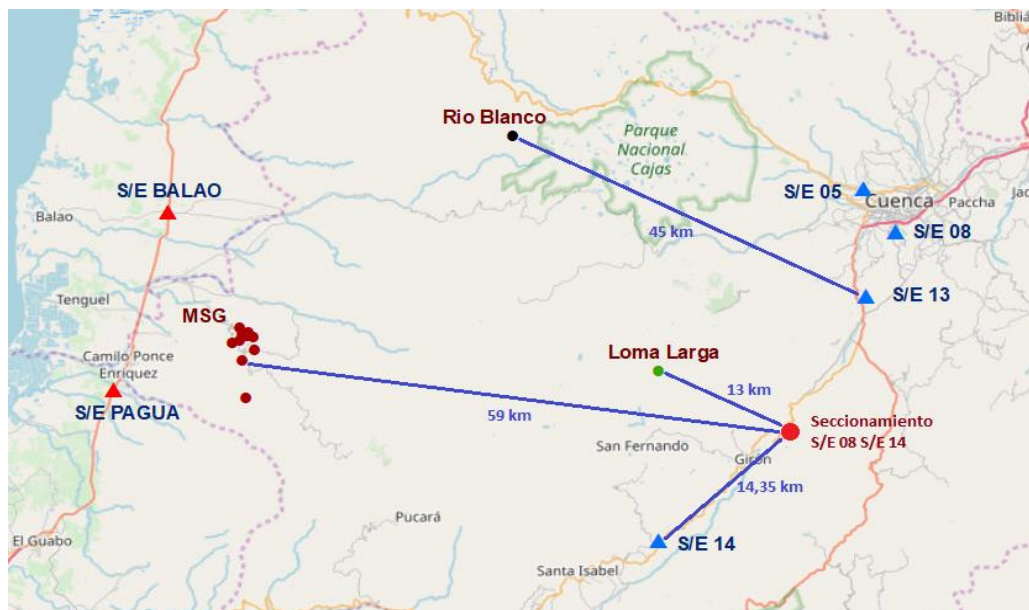 Biblia
Rio Blanco
Parque
Nacional
Cajas
S/E BALAO
Balao
S/E 05
Cuenca
Paccha
S/E 08
45 km
S/E 13
Tenguel
MSG
Camilo Ponce
Enríquez
S/E PAGUA
Loma Larga
13 km
59 km
Seccionamiento
S/E 08 S/E 14
San Fernando
Girón
14,35 km
Pucará
El Guabo
S/E 14
Santa Isabel